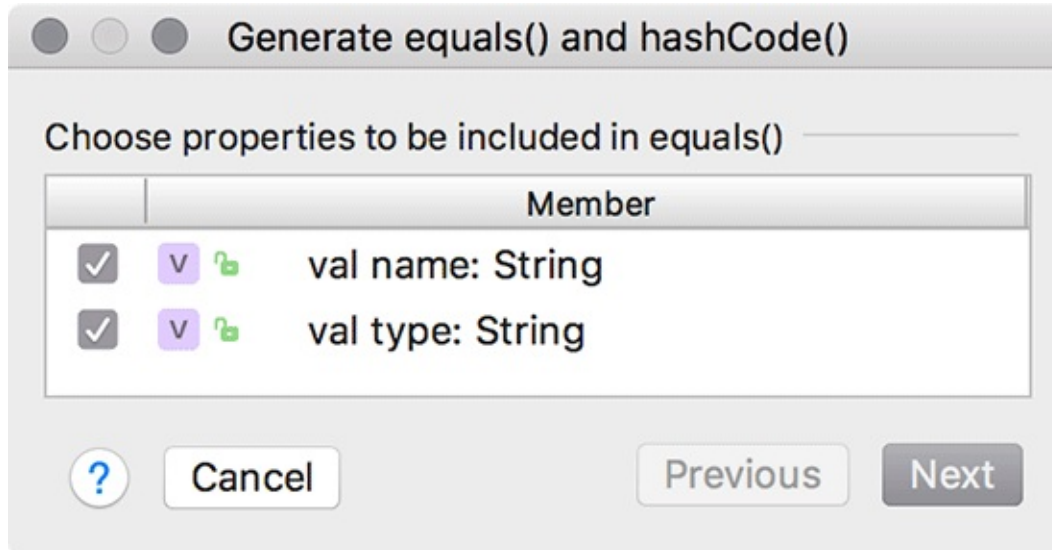 Generate equals() and hashCode()
Choose properties to be included in equals()
Member
V val name: String
V val type: String
? Cancel Previous Next